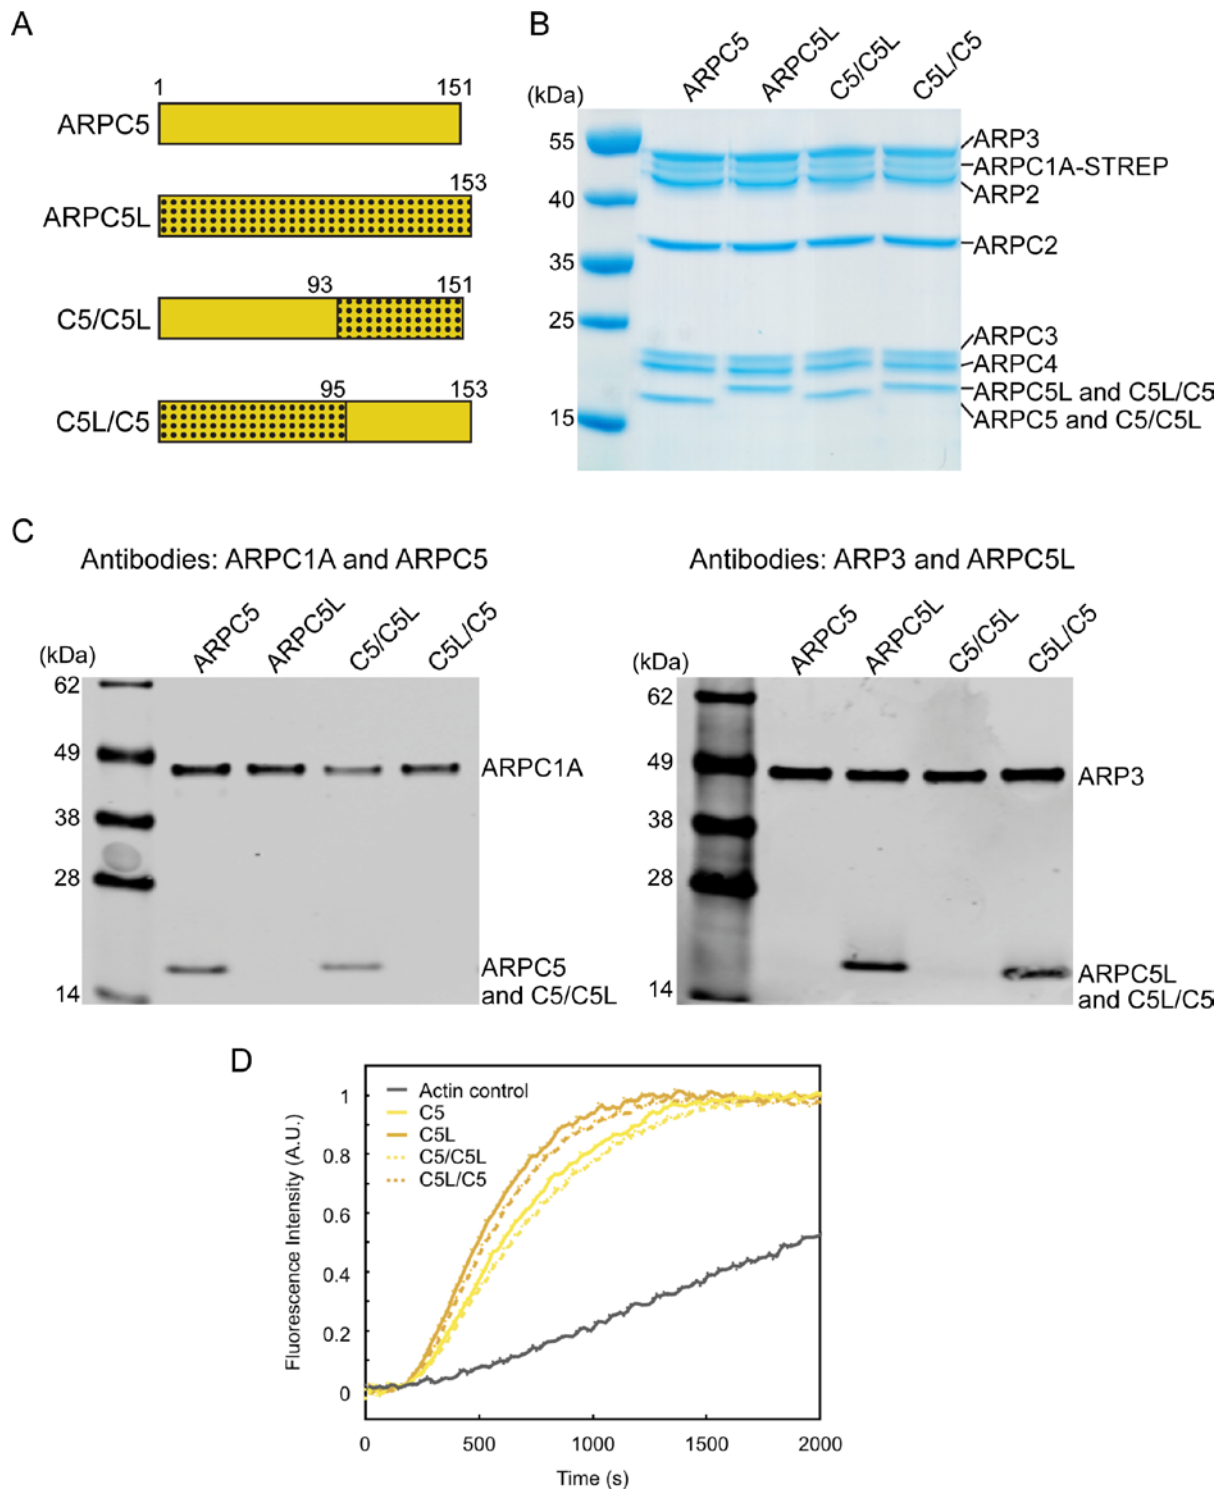 A
1 151
ARPC5
153
ARPC5L
93 151
C5/C5L
95 153
C5L/C5
B
ARPC5 ARPC5L C5/C5L C5L/C5
(kDa)
55
40
35
25
15
ARP3
ARPC1A-STREP
ARP2
ARPC2
ARPC3
ARPC4
ARPC5L and C5L/C5
ARPC5 and C5/C5L
C
Antibodies: ARPC1A and ARPC5
ARPC5 ARPC5L C5/C5L C5L/C5
(kDa)
62
49
38
28
14
ARPC1A
ARPC5
and C5/C5L
Antibodies: ARP3 and ARPC5L
ARPC5 ARPC5L C5/C5L C5L/C5
(kDa)
62
49
38
28
14
ARP3
ARPC5L
and C5L/C5
D
Actin control
C5
C5L
C5/C5L
C5L/C5
Fluorescence Intensity (A.U.)
1
0.8
0.6
0.4
0.2
0
0 500 1000 1500 2000
Time (s)